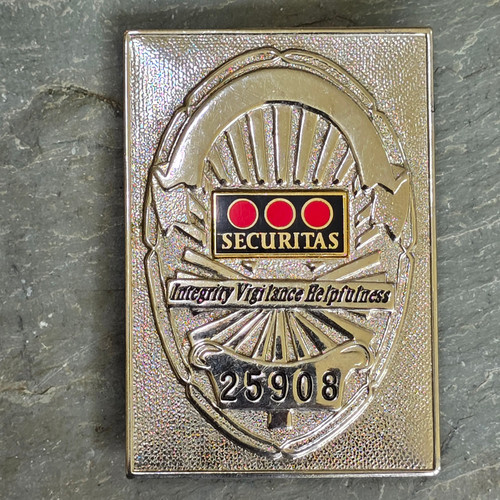 SECURITAS
Integrity Vigilance Helpfulness
25908